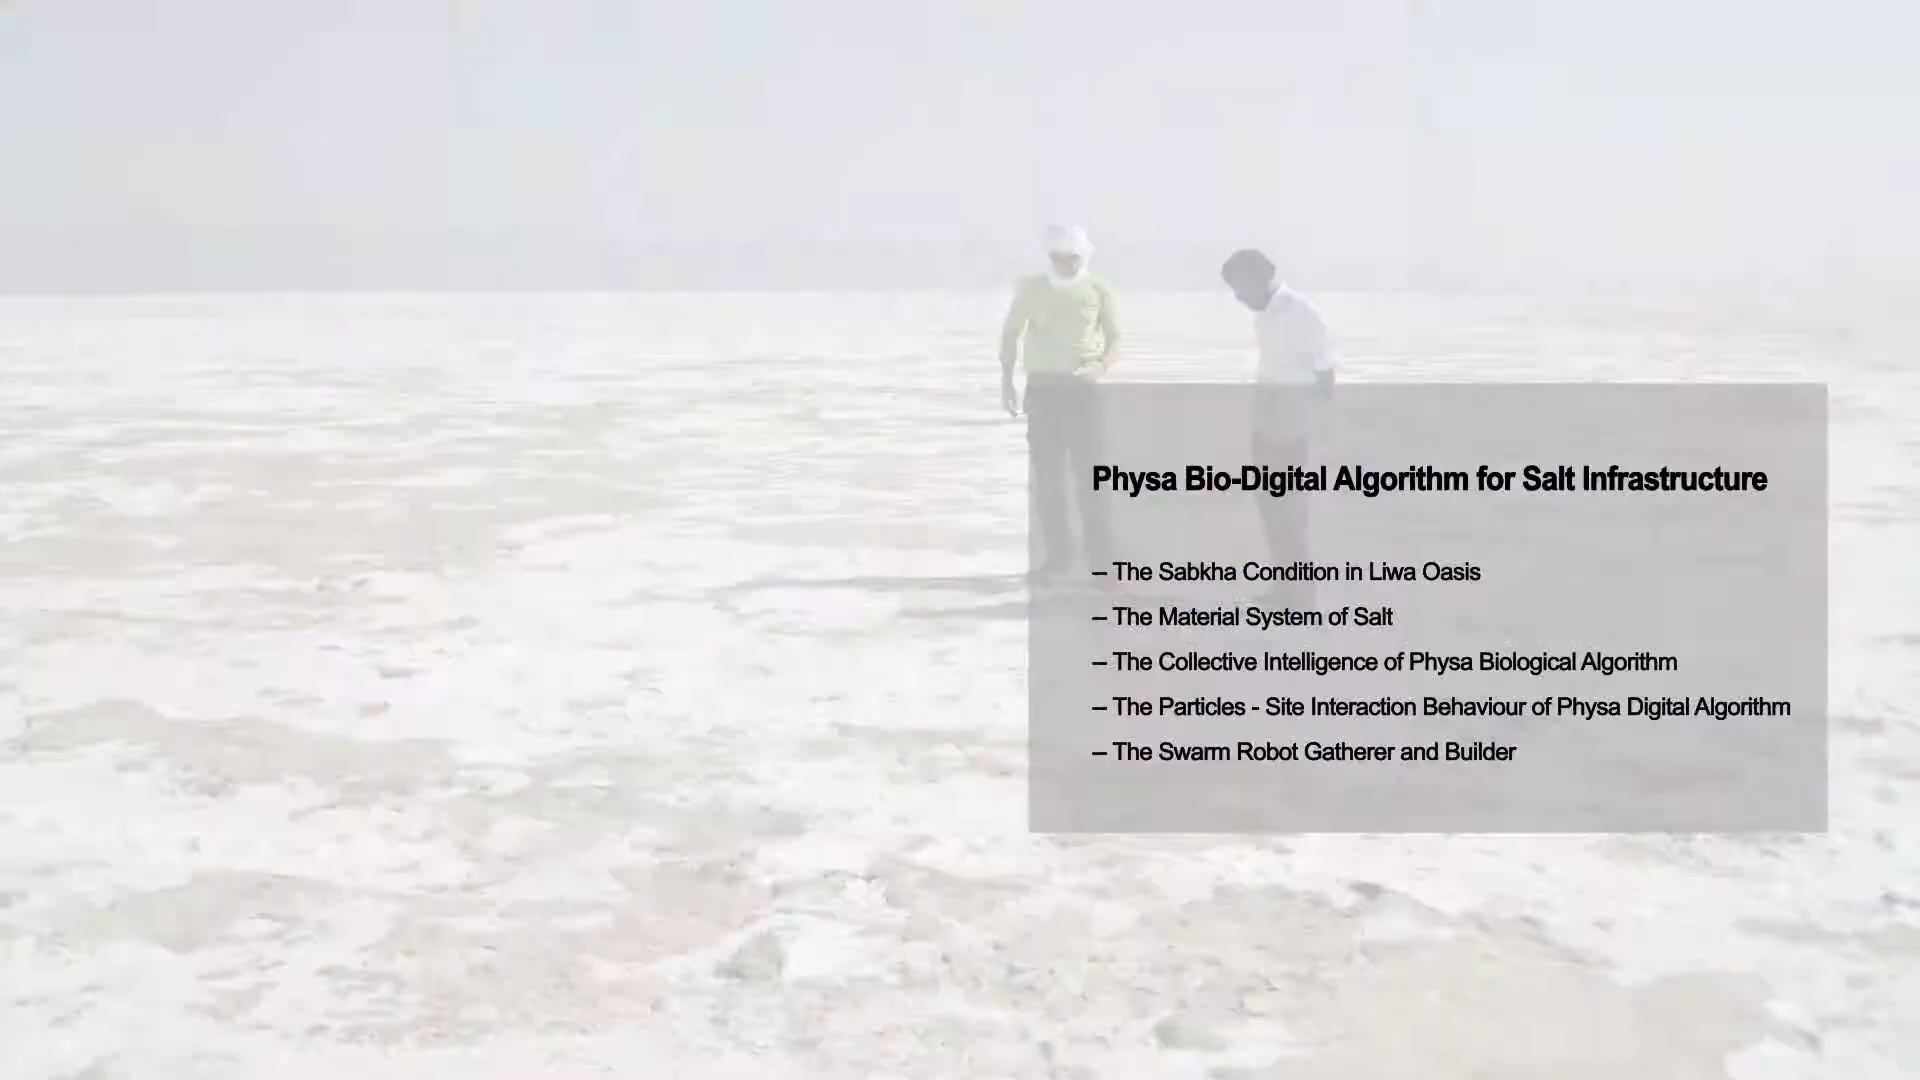 Physa Bio-Digital Algorithm for Salt Infrastructure
– The Sabkha Condition in Liwa Oasis
– The Material System of Salt
– The Collective Intelligence of Physa Biological Algorithm
– The Particles - Site Interaction Behaviour of Physa Digital Algorithm
– The Swarm Robot Gatherer and Builder